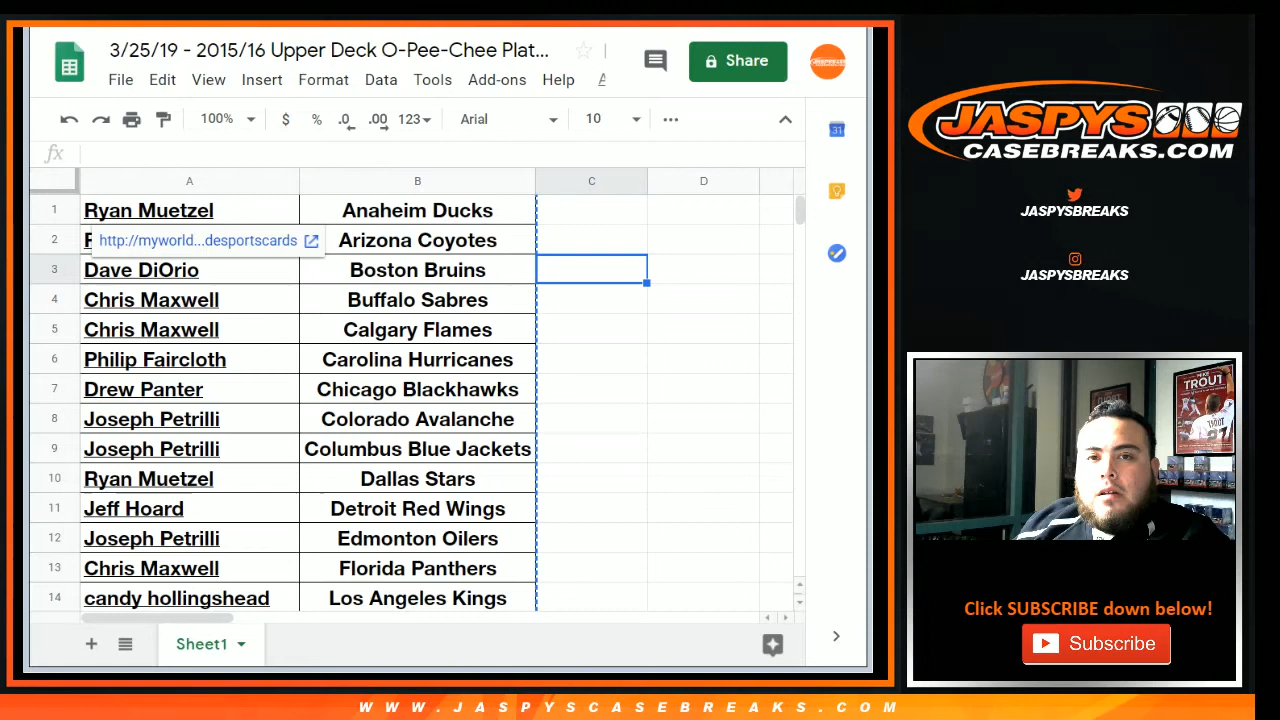 3/25/19 - 2015/16 Upper Deck O-Pee-Chee Plat...
Share
File Edit View Insert Format Data Tools Add-ons Help
100% $ % .0 .00 123 Arial 10 ...
fx
A B C D
1 Ryan Muetzel Anaheim Ducks
2 http://myworld...desportscards Arizona Coyotes
3 Dave DiOrio Boston Bruins
4 Chris Maxwell Buffalo Sabres
5 Chris Maxwell Calgary Flames
6 Philip Faircloth Carolina Hurricanes
7 Drew Panter Chicago Blackhawks
8 Joseph Petrilli Colorado Avalanche
9 Joseph Petrilli Columbus Blue Jackets
10 Ryan Muetzel Dallas Stars
11 Jeff Hoard Detroit Red Wings
12 Joseph Petrilli Edmonton Oilers
13 Chris Maxwell Florida Panthers
14 candy hollingshead Los Angeles Kings
Sheet1
31
JASPYS
CASEBREAKS.COM
JASPYSBREAKS
JASPYSBREAKS
MIKE
TROUT
Click SUBSCRIBE down below!
Subscribe
WWW.JASPYSCASEBREAKS.COM